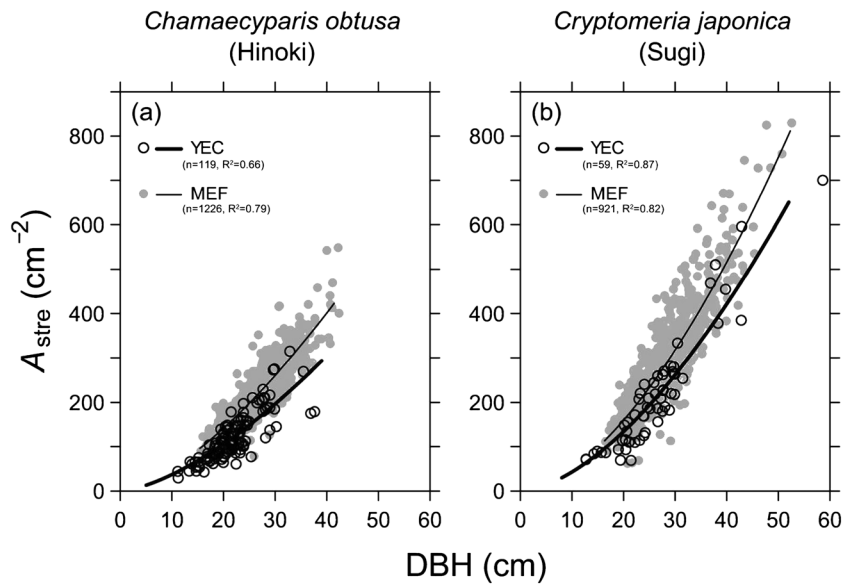 Chamaecyparis obtusa
(Hinoki)
Cryptomeria japonica
(Sugi)
A stre (cm−2)
800
600
400
200
0
(a)
YEC
(n=119, R²=0.66)
MEF
(n=1226, R²=0.79)
0 10 20 30 40 50 60
(b)
YEC
(n=59, R²=0.87)
MEF
(n=921, R²=0.82)
0 10 20 30 40 50 60
DBH (cm)